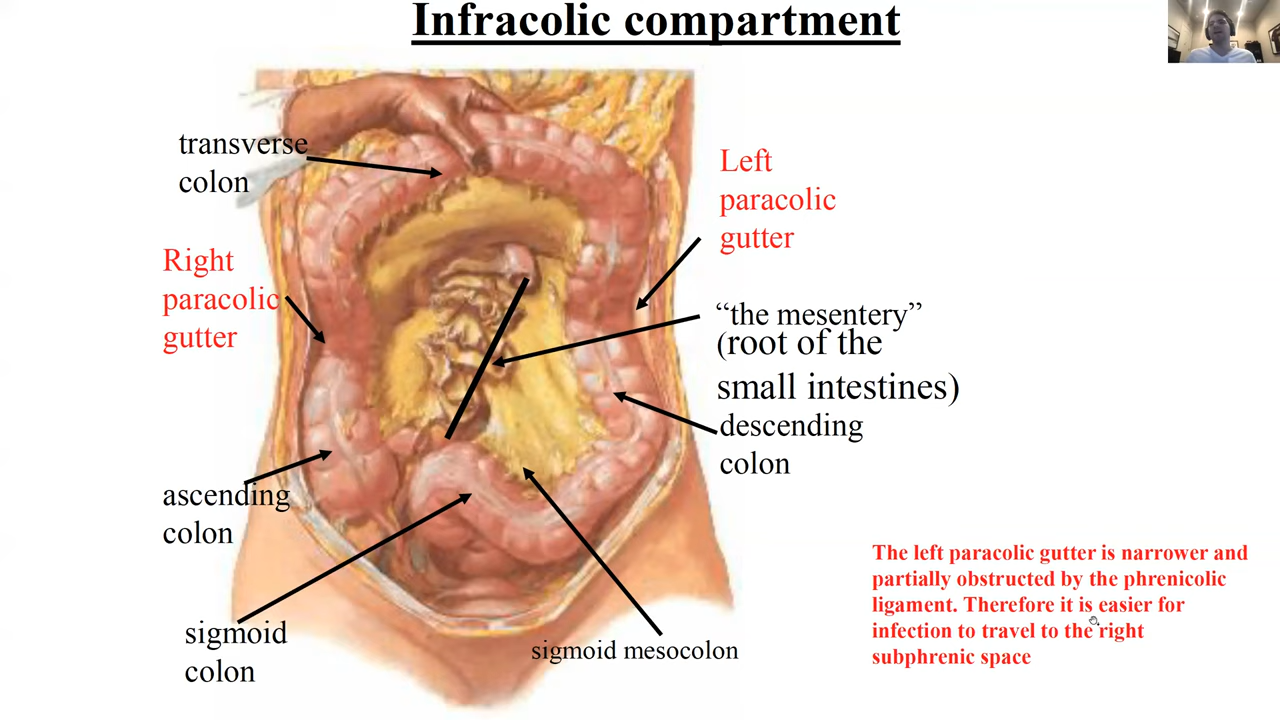 Infracolic compartment
transverse
colon
Left
paracolic
gutter
Right
paracolic
gutter
“the mesentery”
(root of the
small intestines)
descending
colon
ascending
colon
sigmoid
colon
sigmoid mesocolon
The left paracolic gutter is narrower and
partially obstructed by the phrenicolic
ligament. Therefore it is easier for
infection to travel to the right
subphrenic space